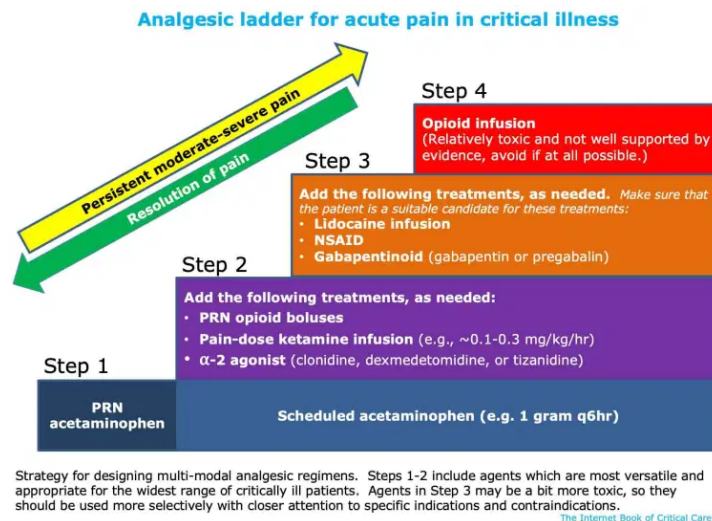 Analgesic ladder for acute pain in critical illness
Persistent moderate-severe pain
Resolution of pain
Step 4
Opioid infusion
(Relatively toxic and not well supported by
evidence, avoid if at all possible.)
Step 3
Add the following treatments, as needed. Make sure that
the patient is a suitable candidate for these treatments:
• Lidocaine infusion
• NSAID
• Gabapentinoid (gabapentin or pregabalin)
Step 2
Add the following treatments, as needed:
• PRN opioid boluses
• Pain-dose ketamine infusion (e.g., ~0.1-0.3 mg/kg/hr)
• α-2 agonist (clonidine, dexmedetomidine, or tizanidine)
Step 1
PRN
acetaminophen
Scheduled acetaminophen (e.g. 1 gram q6hr)
Strategy for designing multi-modal analgesic regimens. Steps 1-2 include agents which are most versatile and
appropriate for the widest range of critically ill patients. Agents in Step 3 may be a bit more toxic, so they
should be used more selectively with closer attention to specific indications and contraindications.
The Internet Book of Critical Care